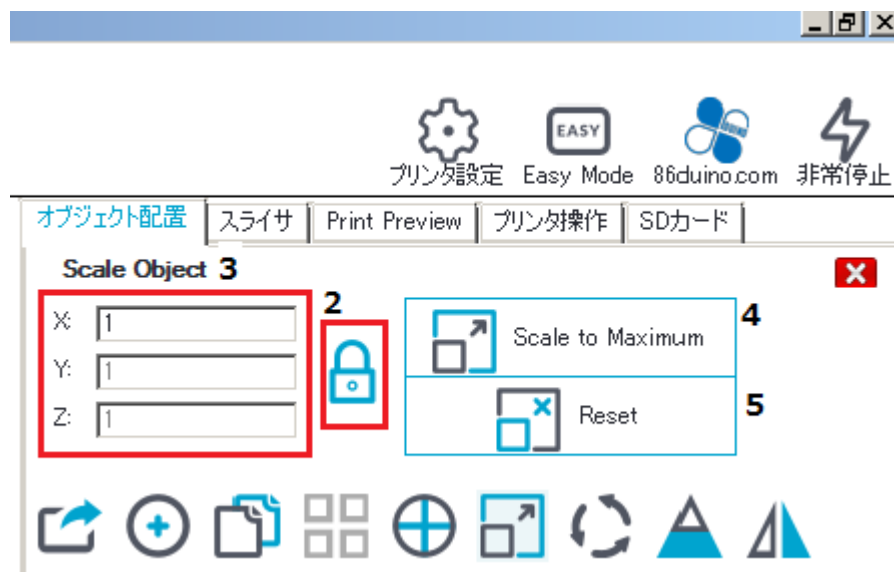 EASY
プリンタ設定 Easy Mode 86duino.com 非常停止
オブジェクト配置 スライサ Print Preview プリンタ操作 SDカード
Scale Object 3
2
X: 1
Y: 1
Z: 1
Scale to Maximum 4
Reset 5